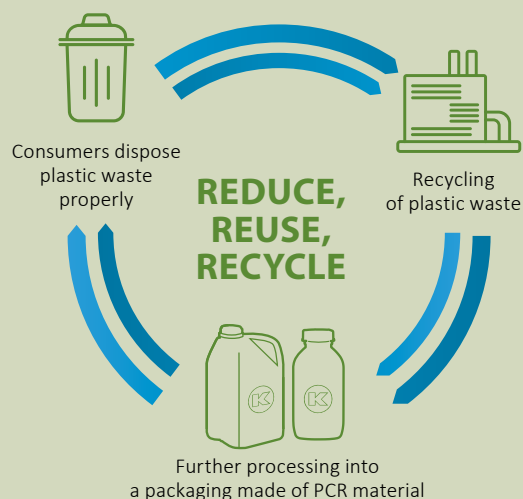 Consumers dispose
plastic waste
properly
REDUCE,
REUSE,
RECYCLE
Recycling
of plastic waste
K
K
Further processing into
a packaging made of PCR material